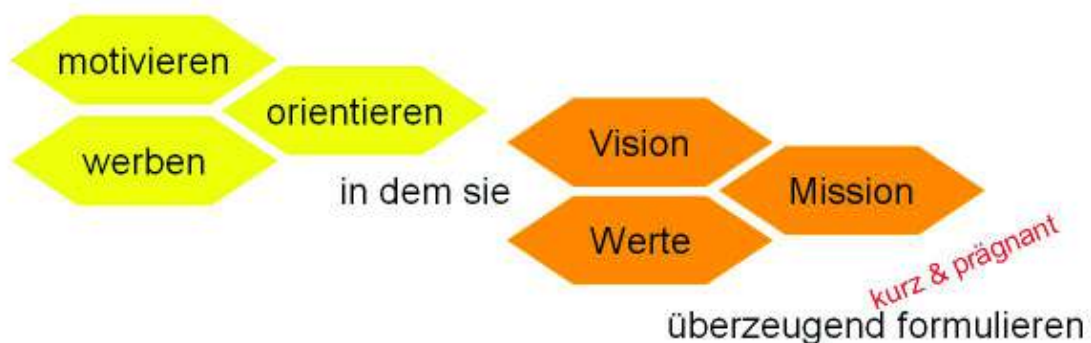 motivieren
orientieren
werben
in dem sie
Vision
Mission
Werte
kurz & prägnant
überzeugend formulieren